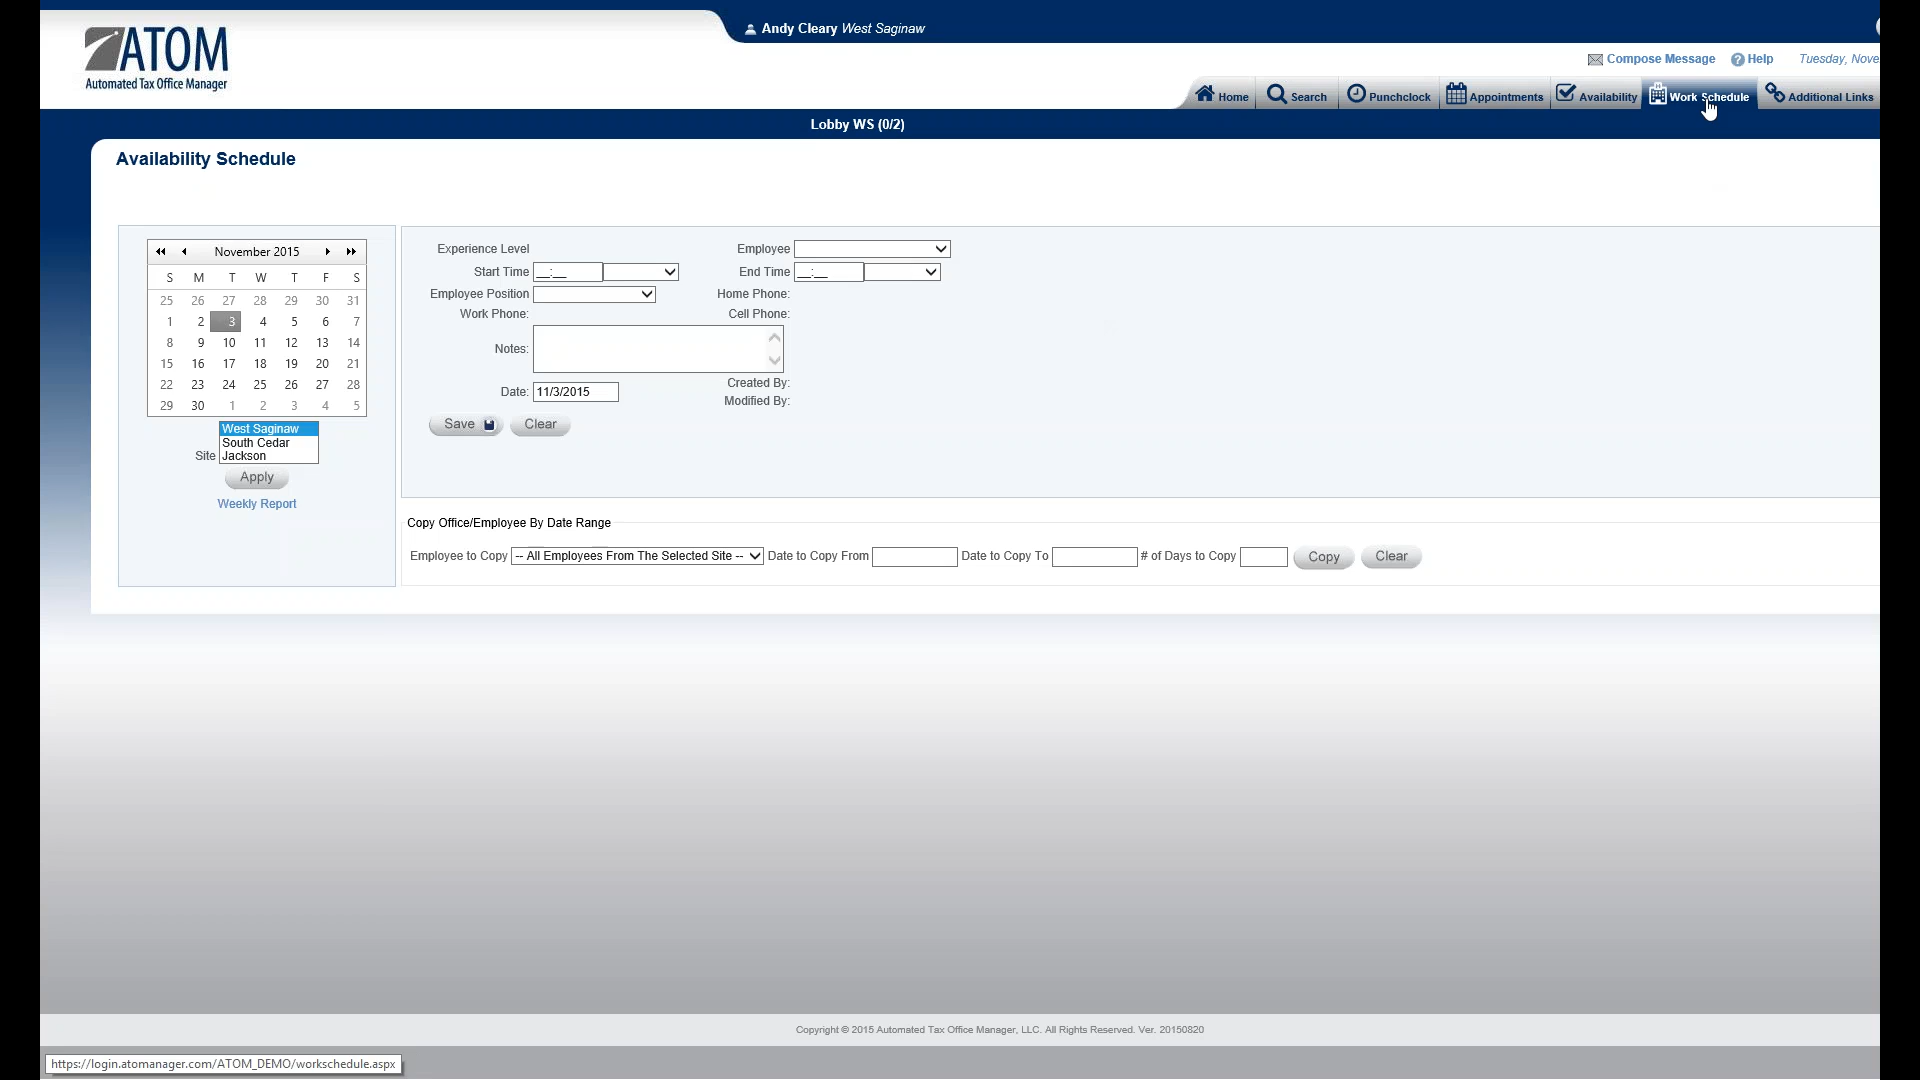 ATOM
Automated Tax Office Manager
Andy Cleary West Saginaw
Compose Message Help Tuesday, Nove
Home Search Punchclock Appointments Availability Work Schedule Additional Links
Lobby WS (0/2)
Availability Schedule
November 2015
S M T W T F S
25 26 27 28 29 30 31
1 2 3 4 5 6 7
8 9 10 11 12 13 14
15 16 17 18 19 20 21
22 23 24 25 26 27 28
29 30 1 2 3 4 5
Site
West Saginaw
South Cedar
Jackson
Apply
Weekly Report
Experience Level Employee
Start Time __:__ End Time __:__
Employee Position Home Phone:
Work Phone: Cell Phone:
Notes:
Date: 11/3/2015 Created By:
Modified By:
Save Clear
Copy Office/Employee By Date Range
Employee to Copy -- All Employees From The Selected Site -- Date to Copy From Date to Copy To # of Days to Copy Copy Clear
Copyright © 2015 Automated Tax Office Manager, LLC. All Rights Reserved. Ver. 20150820
https://login.atomanager.com/ATOM_DEMO/workschedule.aspx